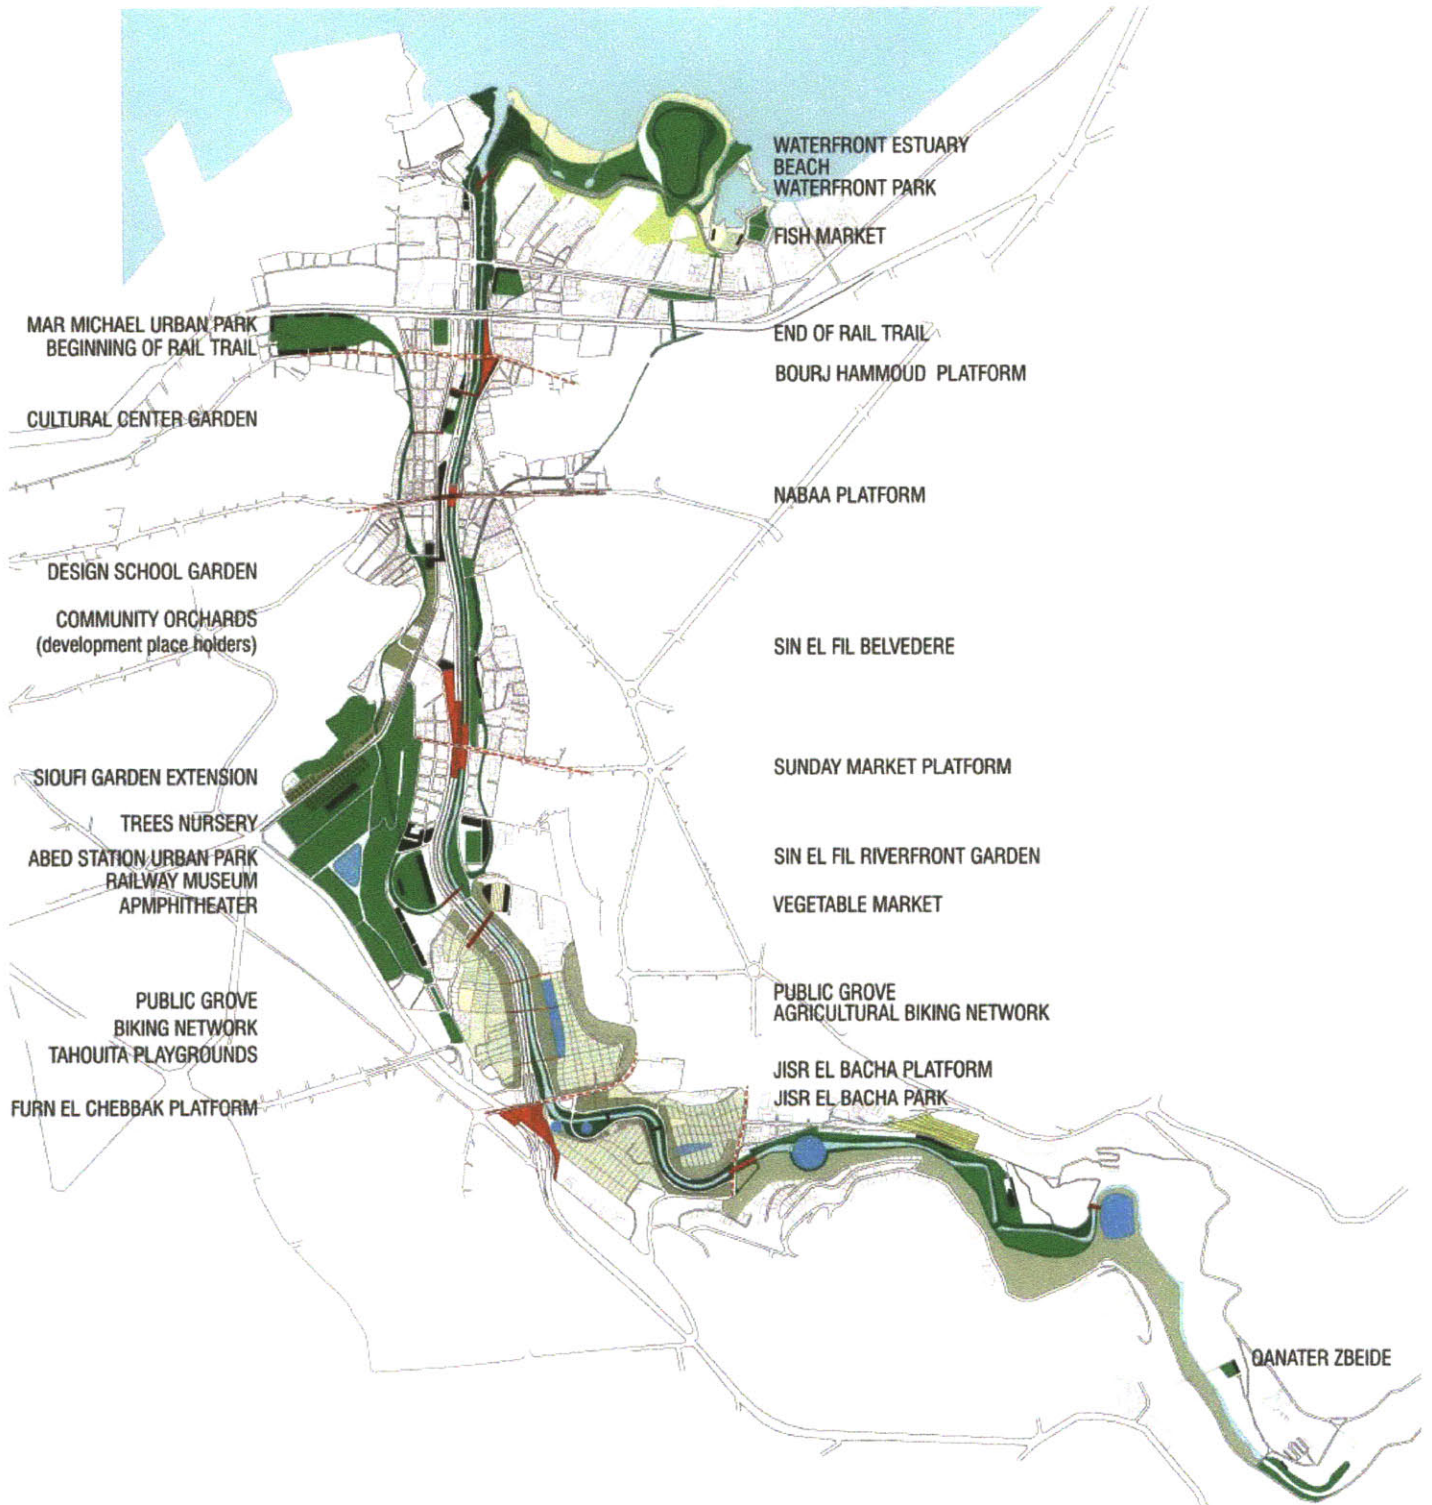 WATERFRONT ESTUARY
BEACH
WATERFRONT PARK
FISH MARKET
MAR MICHAEL URBAN PARK
BEGINNING OF RAIL TRAIL
END OF RAIL TRAIL
BOURJ HAMMOUD PLATFORM
CULTURAL CENTER GARDEN
NABAA PLATFORM
DESIGN SCHOOL GARDEN
COMMUNITY ORCHARDS
(development place holders)
SIN EL FIL BELVEDERE
SIOUFI GARDEN EXTENSION
SUNDAY MARKET PLATFORM
TREES NURSERY
ABED STATION URBAN PARK
RAILWAY MUSEUM
APMPHITHEATER
SIN EL FIL RIVERFRONT GARDEN
VEGETABLE MARKET
PUBLIC GROVE
BIKING NETWORK
TAHOUITA PLAYGROUNDS
PUBLIC GROVE
AGRICULTURAL BIKING NETWORK
JISR EL BACHA PLATFORM
JISR EL BACHA PARK
FURN EL CHEBBAK PLATFORM
QANATER ZBEIDE